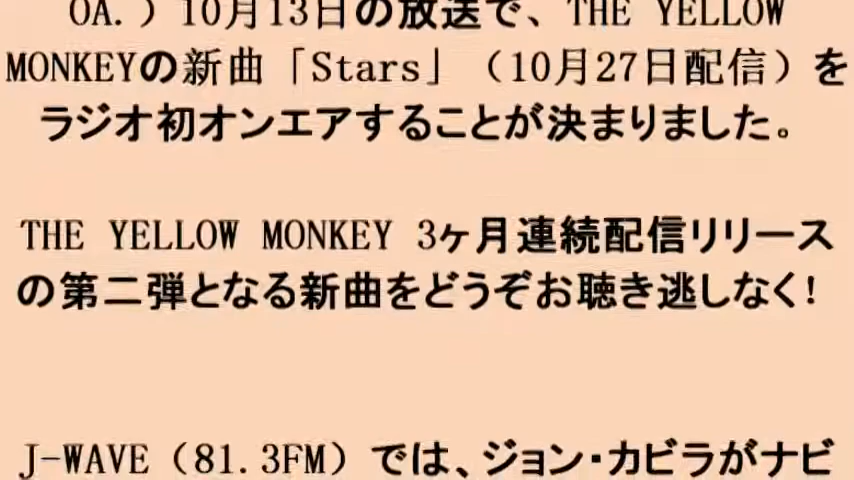 OA.）10月13日の放送で、THE YELLOW
MONKEYの新曲「Stars」（10月27日配信）を
ラジオ初オンエアすることが決まりました。
THE YELLOW MONKEY 3ヶ月連続配信リリース
の第二弾となる新曲をどうぞお聴き逃しなく!
J-WAVE（81.3FM）では、ジョン・カビラがナビ